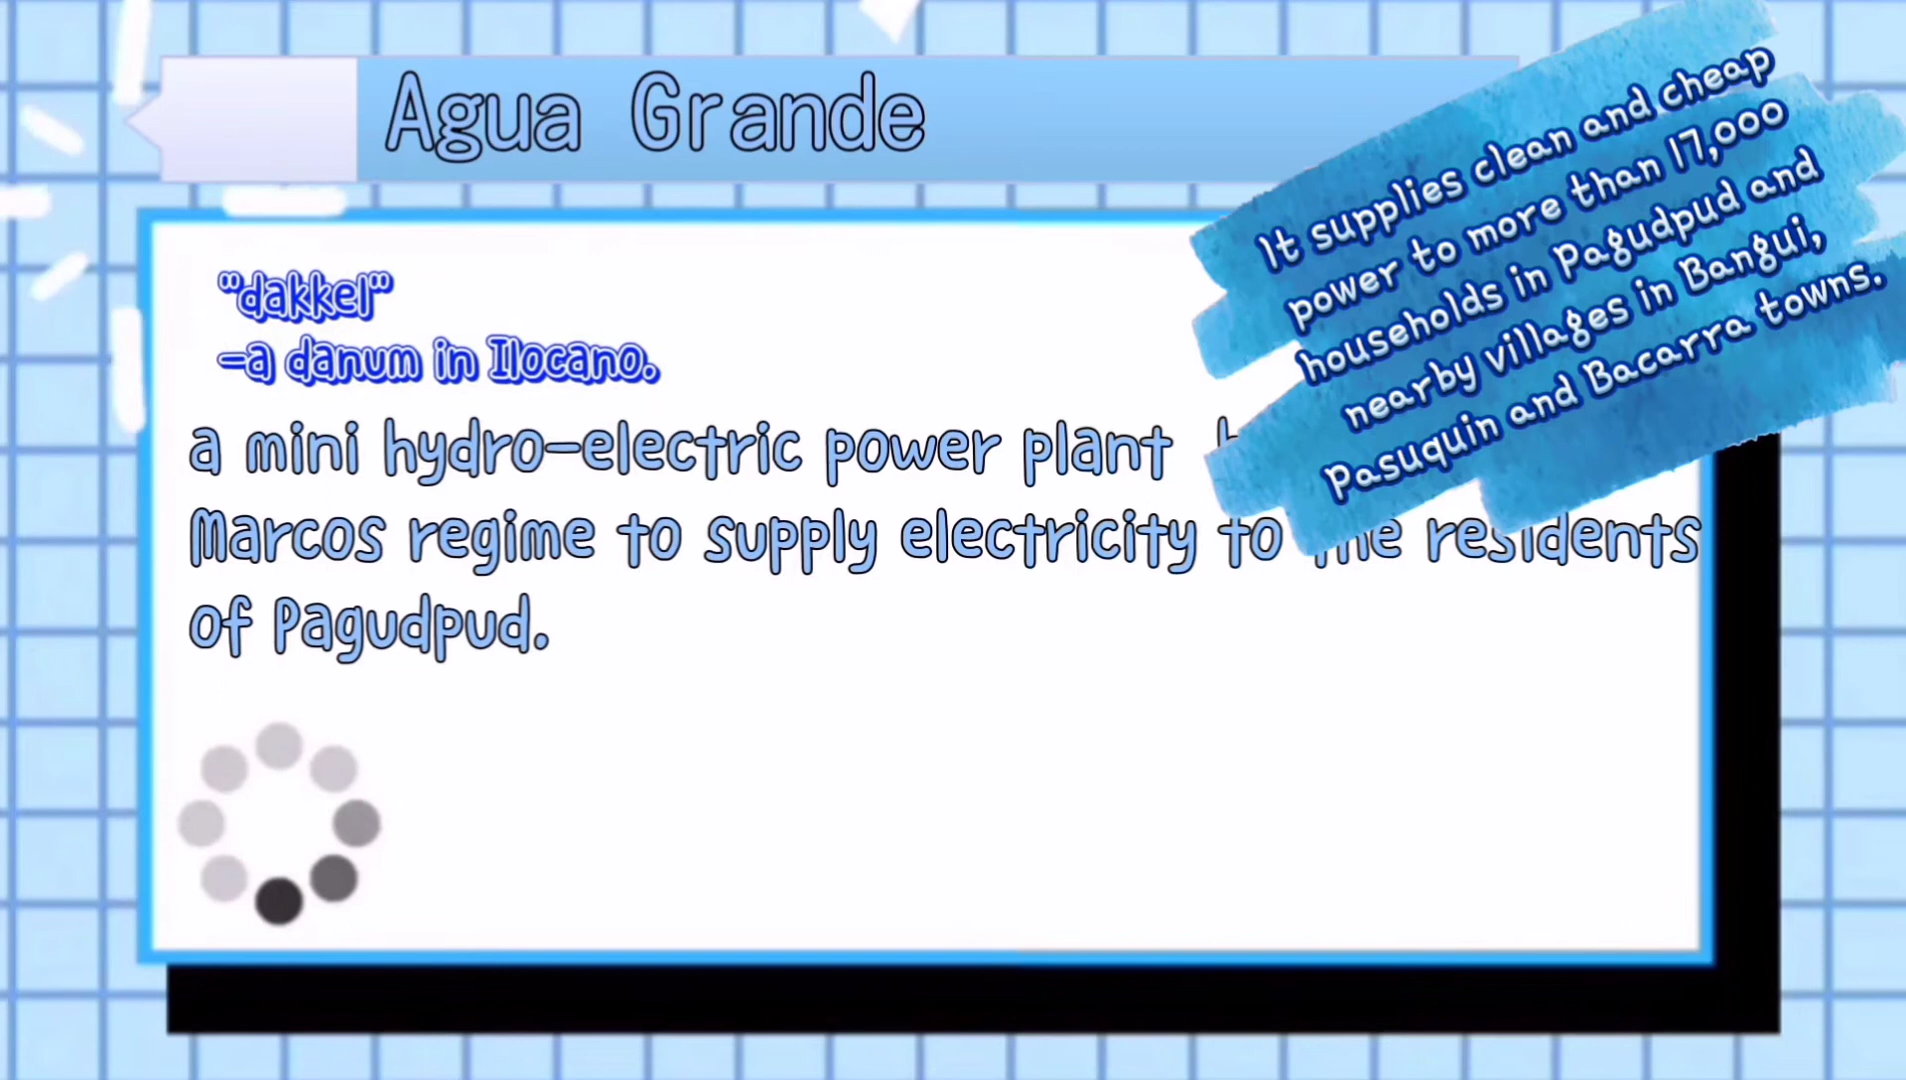 Agua Grande
"dakkel"
-a danum in Ilocano.
a mini hydro-electric power plant
Marcos regime to supply electricity to the residents
of Pagudpud.
It supplies clean and cheap
power to more than 17,000
households in Pagudpud and
nearby villages in Bangui,
Pasuquin and Bacarra towns.